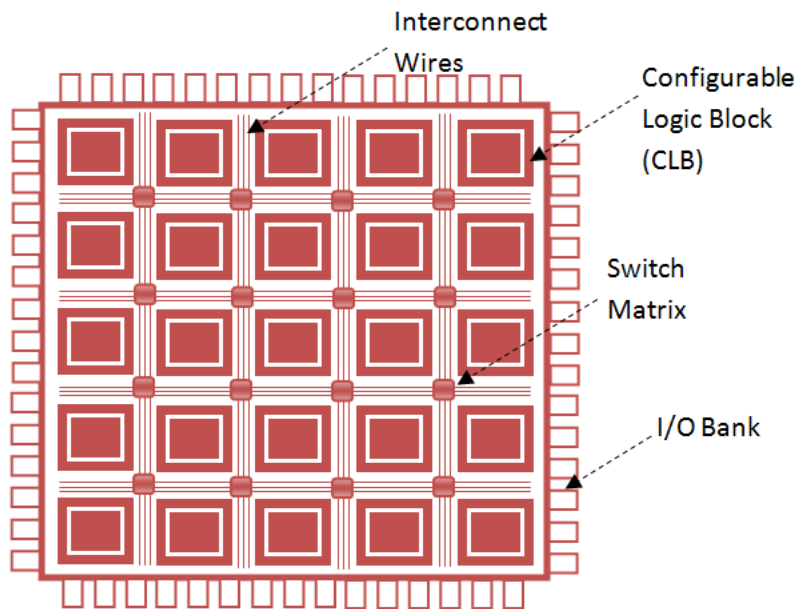 Interconnect
Wires
Configurable
Logic Block
(CLB)
Switch
Matrix
I/O Bank